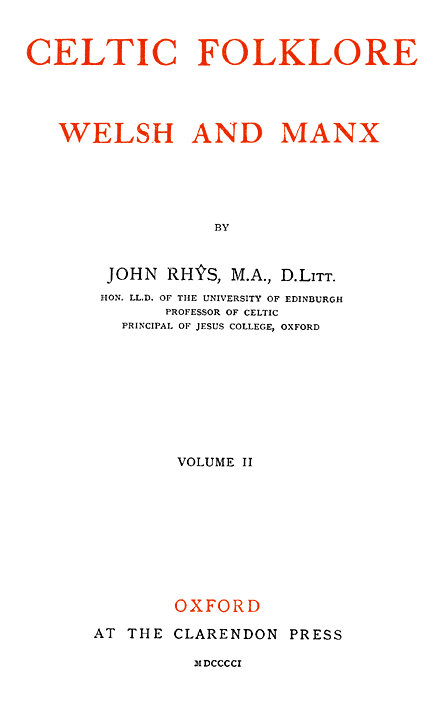 CELTIC FOLKLORE
WELSH AND MANX
BY
JOHN RHŶS, M.A., D.LITT.
HON. LL.D. OF THE UNIVERSITY OF EDINBURGH
PROFESSOR OF CELTIC
PRINCIPAL OF JESUS COLLEGE, OXFORD
VOLUME II
OXFORD
AT THE CLARENDON PRESS
MDCCCCI